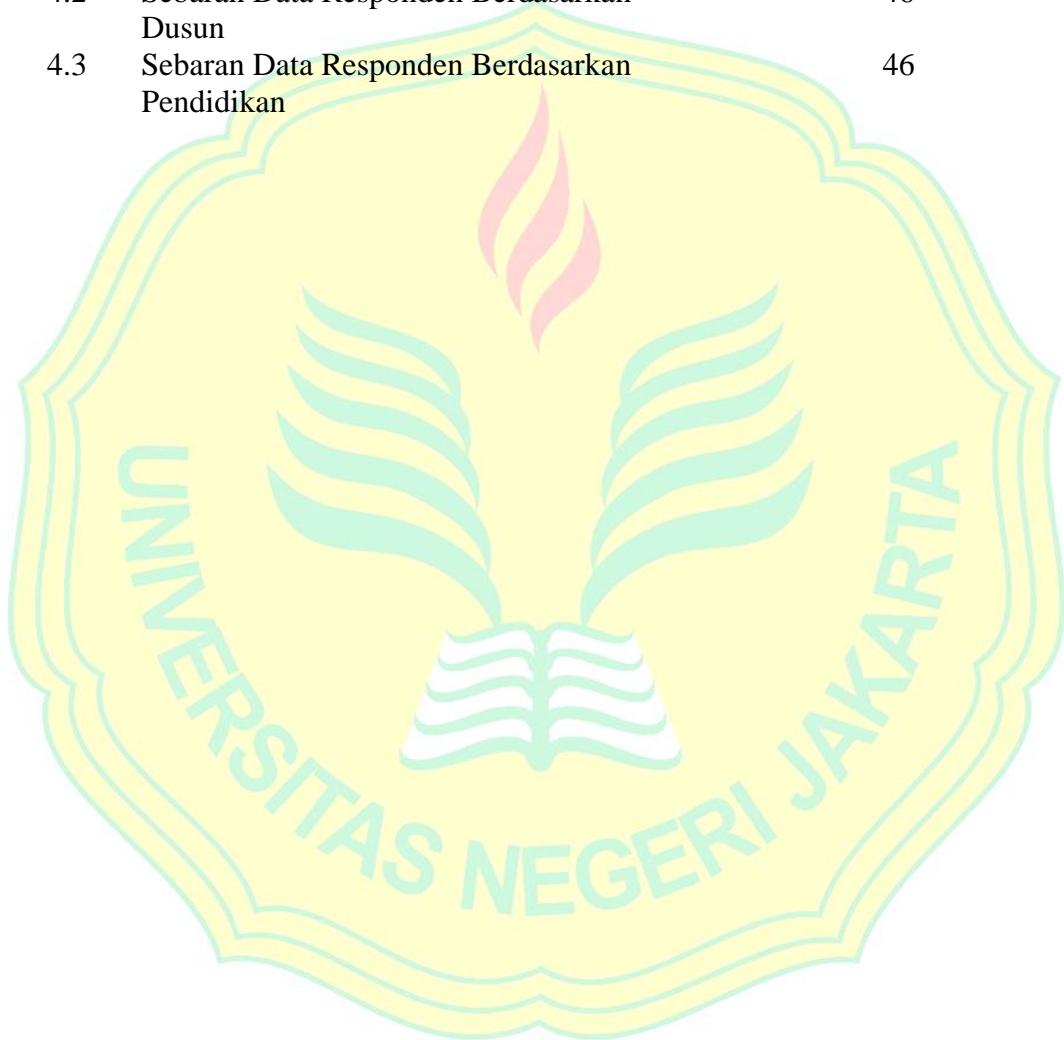 Dusun
4.3 Sebaran Data Responden Berdasarkan 46
Pendidikan
UNIVERSITAS NEGERI JAKARTA